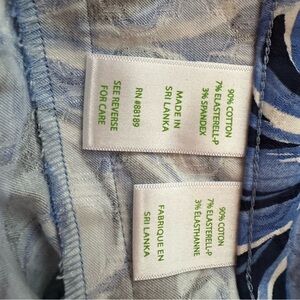 90% COTTON
7% ELASTERELL-P
3% SPANDEX
MADE IN
SRI LANKA
RN #88189
SEE REVERSE
FOR CARE
90% COTON
7% ELASTERELL-P
3% ELASTHANNE
FABRIQUE EN
SRI LANKA